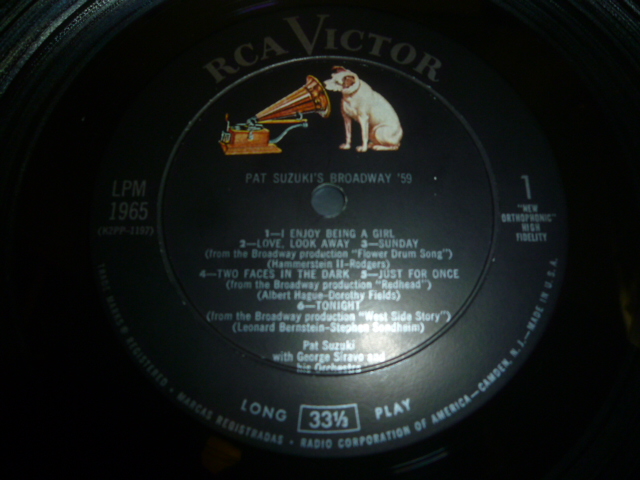 RCA VICTOR
PAT SUZUKI'S BROADWAY '59
LPM
1965
1
"NEW
ORTHOPHONIC"
HIGH
FIDELITY
1—I ENJOY BEING A GIRL
2—LOVE, LOOK AWAY 3—SUNDAY
(from the Broadway production "Flower Drum Song")
(Hammerstein II-Rodgers)
4—TWO FACES IN THE DARK 5—JUST FOR ONCE
(from the Broadway production "Redhead")
(Albert Hague-Dorothy Fields)
6—TONIGHT
(from the Broadway production "West Side Story")
(Leonard Bernstein-Stephen Sondheim)
Pat Suzuki
with George Siravo and
his Orchestra
LONG 33⅓ PLAY
REGISTERED • MARCAS REGISTRADAS • RADIO CORPORATION OF AMERICA—CAMDEN, N.J.—MADE IN U.S.A.